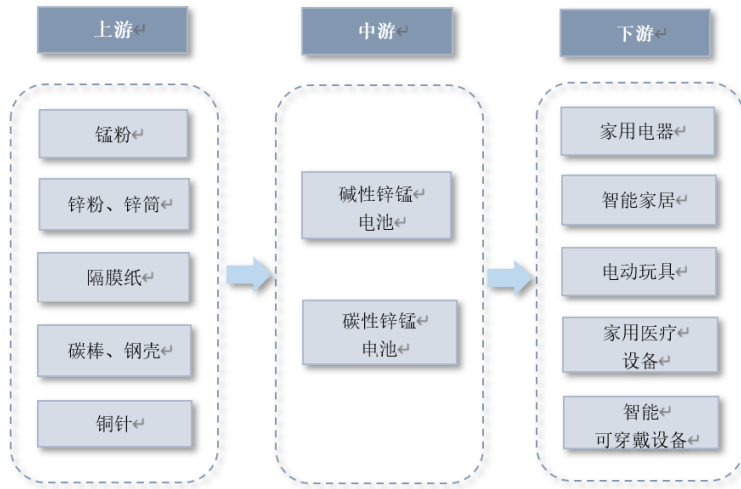 上游
锰粉
锌粉、锌筒
隔膜纸
碳棒、钢壳
铜针
中游
碱性锌锰
电池
碳性锌锰
电池
下游
家用电器
智能家居
电动玩具
家用医疗
设备
智能
可穿戴设备